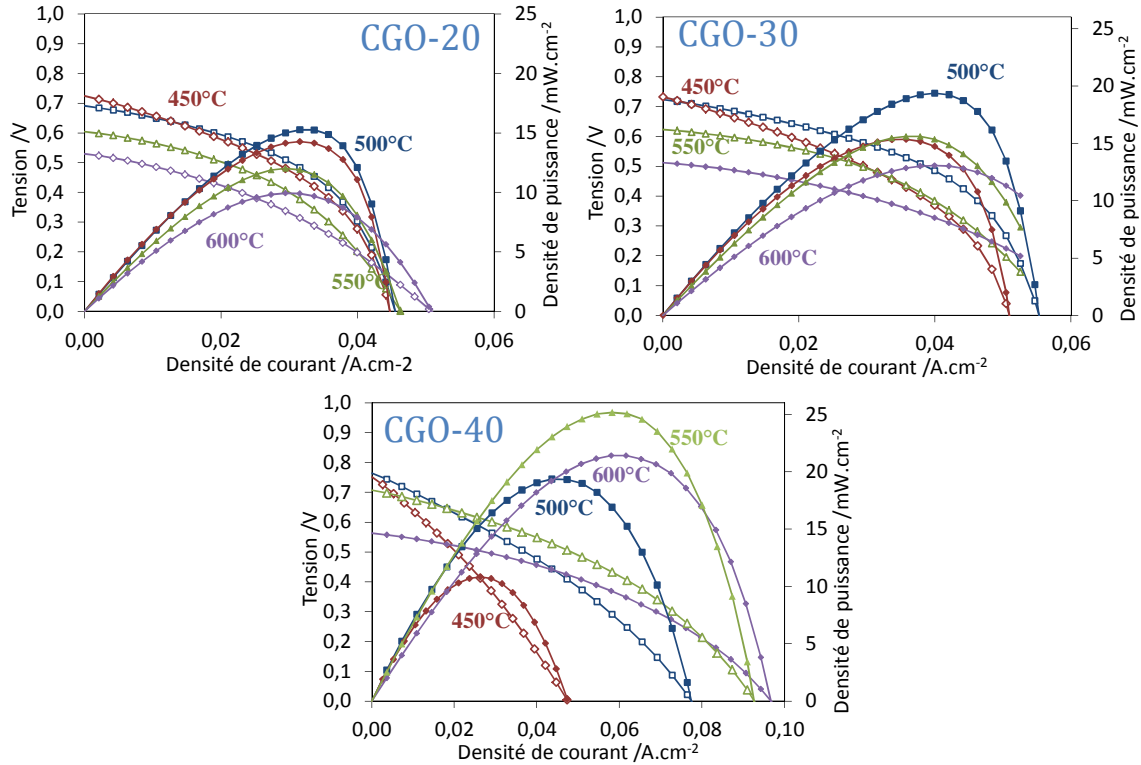 CGO-20
Tension /V
1,0
0,9
0,8
0,7
0,6
0,5
0,4
0,3
0,2
0,1
0,0
450°C
500°C
600°C
550°C
25
20
15
10
5
0
Densité de puissance /mW.cm-2
0,00
0,02
0,04
0,06
Densité de courant /A.cm-2
CGO-30
Tension /V
1,0
0,9
0,8
0,7
0,6
0,5
0,4
0,3
0,2
0,1
0,0
450°C
500°C
550°C
600°C
25
20
15
10
5
0
Densité de puissance /mW.cm-2
0,00
0,02
0,04
0,06
Densité de courant /A.cm-2
CGO-40
Tension /V
1,0
0,9
0,8
0,7
0,6
0,5
0,4
0,3
0,2
0,1
0,0
550°C
600°C
500°C
450°C
25
20
15
10
5
0
Densité de puissance /mW.cm-2
0,00
0,02
0,04
0,06
0,08
0,10
Densité de courant /A.cm-2